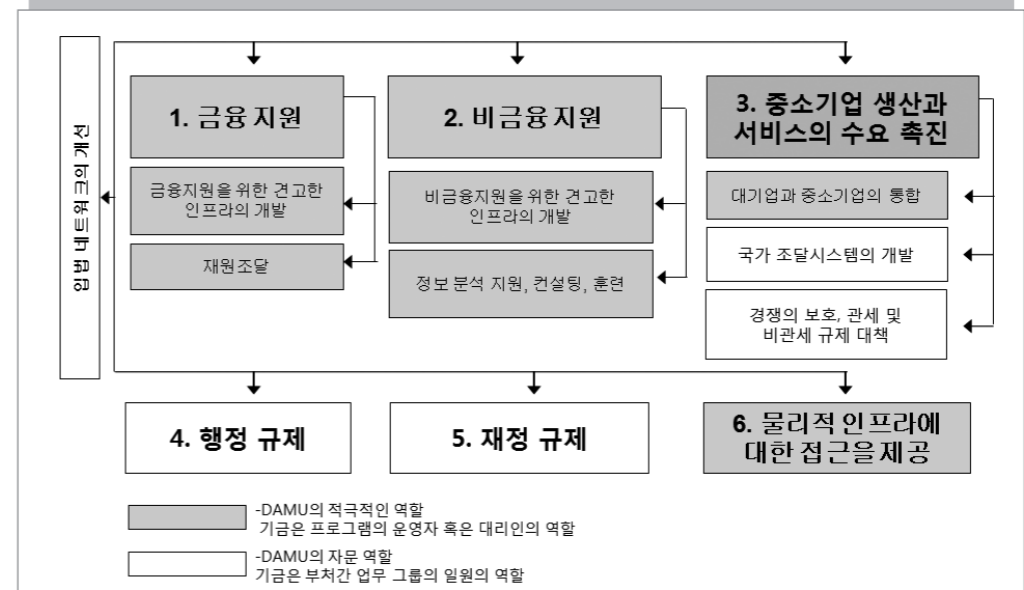 입법 네트워크의 개선
1. 금융 지원
금융지원을 위한 견고한
인프라의 개발
재원조달
2. 비금융지원
비금융지원을 위한 견고한
인프라의 개발
정보 분석 지원, 컨설팅, 훈련
3. 중소기업 생산과
서비스의 수요 촉진
대기업과 중소기업의 통합
국가 조달시스템의 개발
경쟁의 보호, 관세 및
비관세 규제 대책
4. 행정 규제
5. 재정 규제
6. 물리적 인프라에
대한 접근을 제공
-DAMU의 적극적인 역할
기금은 프로그램의 운영자 혹은 대리인의 역할
-DAMU의 자문 역할
기금은 부처간 업무 그룹의 일원의 역할